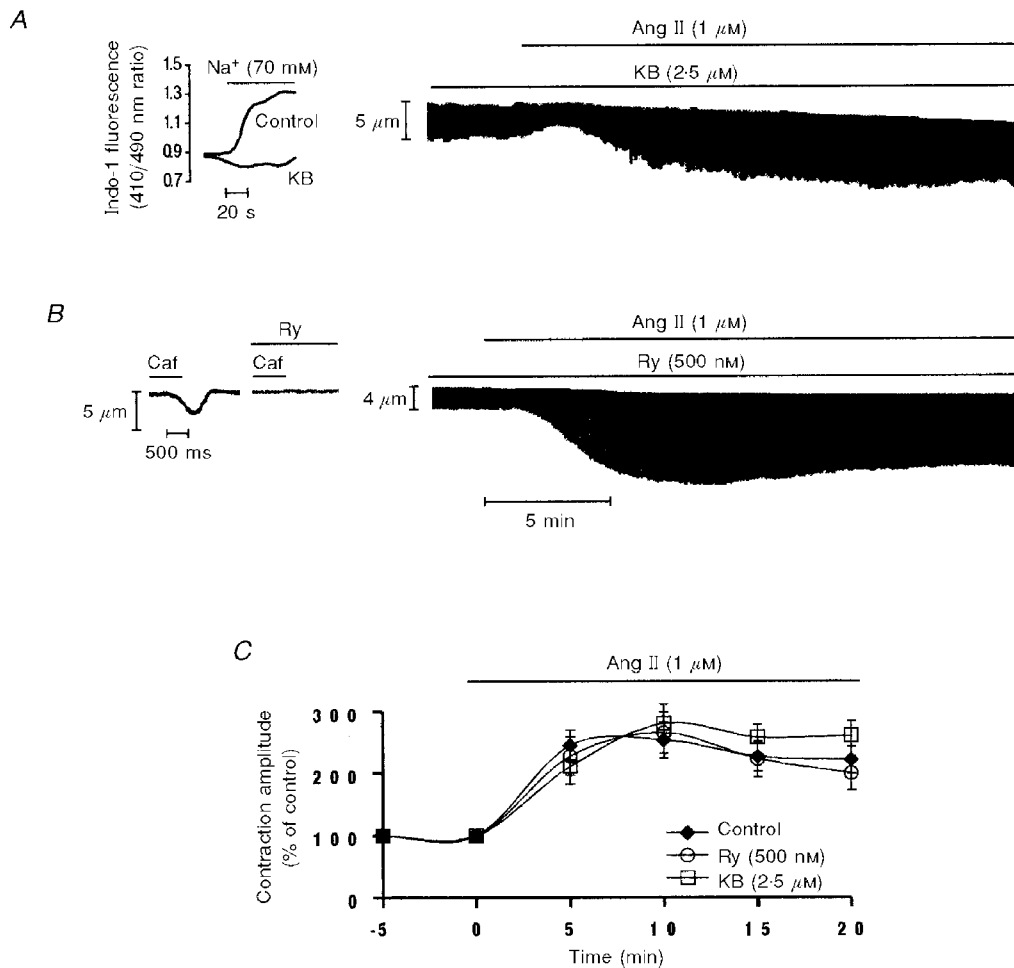 A
Indo-1 fluorescence
(410/490 nm ratio)
1.5
1.3
1.1
0.9
0.7
Na⁺ (70 mM)
Control
KB
20 s
Ang II (1 μM)
KB (2·5 μM)
5 μm
B
Caf
Ry
Caf
5 μm
500 ms
Ang II (1 μM)
Ry (500 nM)
4 μm
5 min
C
Ang II (1 μM)
Contraction amplitude
(% of control)
300
200
100
0
Control
Ry (500 nM)
KB (2·5 μM)
-5 0 5 10 15 20
Time (min)